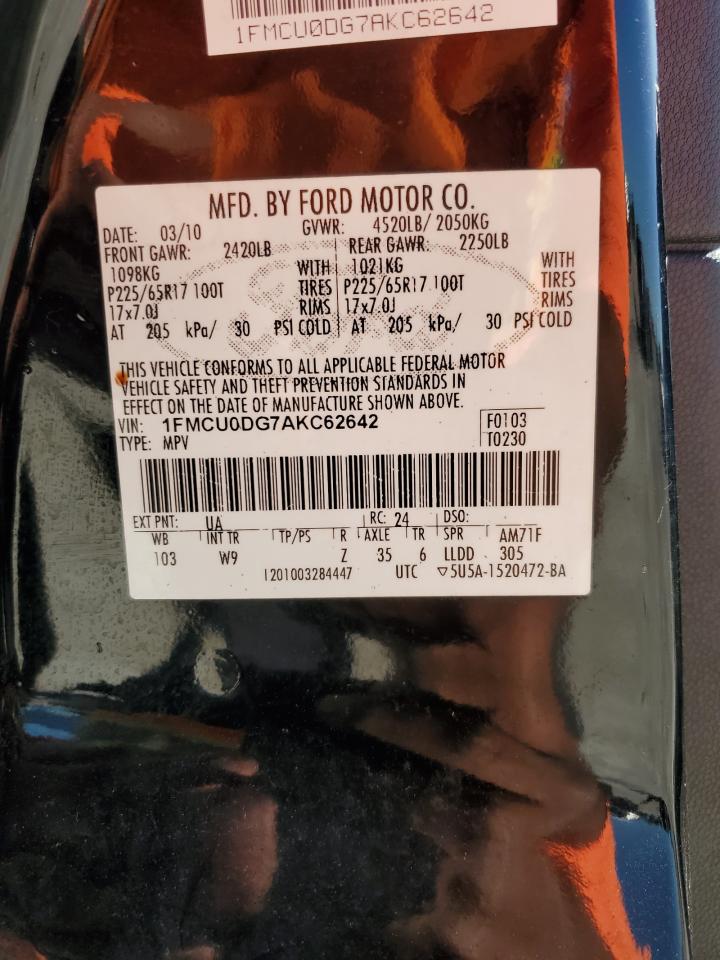 1FMCU0DG7AKC62642
MFD. BY FORD MOTOR CO.
DATE: 03/10 GVWR: 4520LB/ 2050KG
FRONT GAWR: 2420LB REAR GAWR: 2250LB
1098KG WITH 1021KG WITH
P225/65R17 100T TIRES P225/65R17 100T TIRES
17x7.0J RIMS 17x7.0J RIMS
AT 205 kPa/ 30 PSI COLD AT 205 kPa/ 30 PSI COLD
THIS VEHICLE CONFORMS TO ALL APPLICABLE FEDERAL MOTOR
VEHICLE SAFETY AND THEFT PREVENTION STANDARDS IN
EFFECT ON THE DATE OF MANUFACTURE SHOWN ABOVE.
VIN: 1FMCU0DG7AKC62642 F0103
TYPE: MPV T0230
EXT PNT: UA RC: 24 DSO:
WB INT TR TP/PS R AXLE TR SPR AM71F
103 W9 Z 35 6 LLDD 305
I201003284447 UTC ▽5U5A-1520472-BA